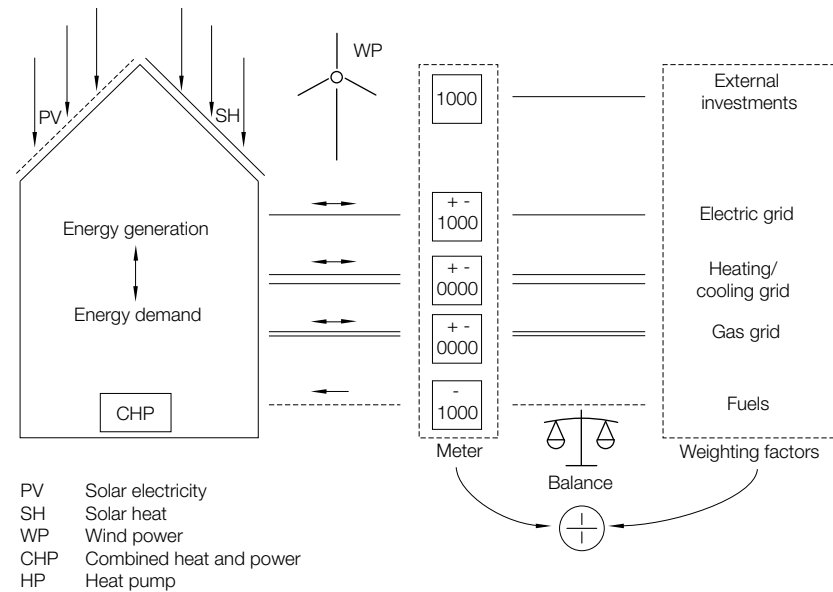 WP
PV
SH
1000
External
investments
Energy generation
+ -
1000
Electric grid
+ -
0000
Heating/
cooling grid
Energy demand
+ -
0000
Gas grid
CHP
-
1000
Fuels
Meter
Balance
Weighting factors
PV Solar electricity
SH Solar heat
WP Wind power
CHP Combined heat and power
HP Heat pump